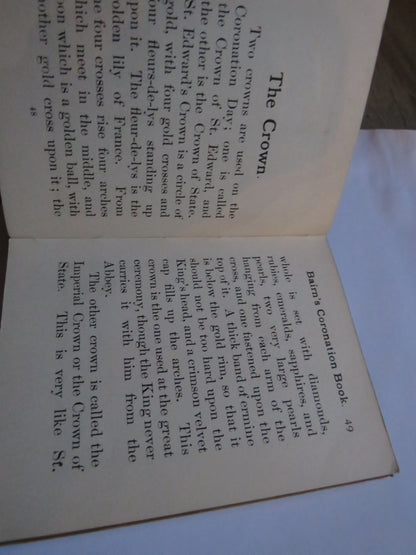 The Crown.
Two crowns are used on the
Coronation Day; one is called
the Crown of St. Edward, and
the other is the Crown of State.
St. Edward's Crown is a circle of
gold, with four gold crosses and
four fleurs-de-lys standing up
upon it. The fleur-de-lys is the
golden lily of France. From
the four crosses rise four arches
which meet in the middle, and
upon which is a golden ball, with
another gold cross upon it; the
48
Bairn's Coronation Book. 49
whole is set with diamonds,
rubies, emeralds, sapphires, and
pearls, two very large pearls
hanging from each arm of the
cross, and one fastened upon the
top of it. A thick band of ermine
is below the gold rim, so that it
should not be too hard upon the
King's head, and a crimson velvet
cap fills up the arches. This
crown is the one used at the great
ceremony, though the King never
carries it with him from the
Abbey.
The other crown is called the
Imperial Crown or the Crown of
State. This is very like St.